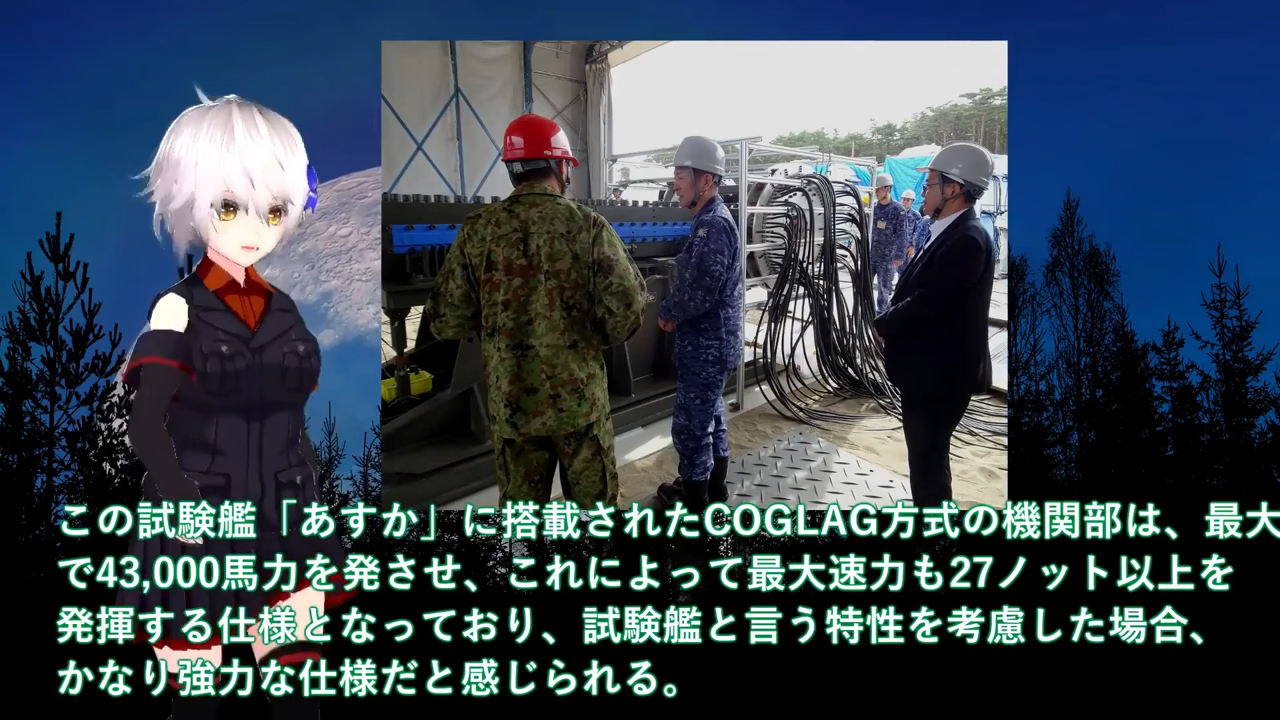 この試験艦「あすか」に搭載されたCOGLAG方式の機関部は、最大
で43,000馬力を発させ、これによって最大速力も27ノット以上を
発揮する仕様となっており、試験艦と言う特性を考慮した場合、
かなり強力な仕様だと感じられる。